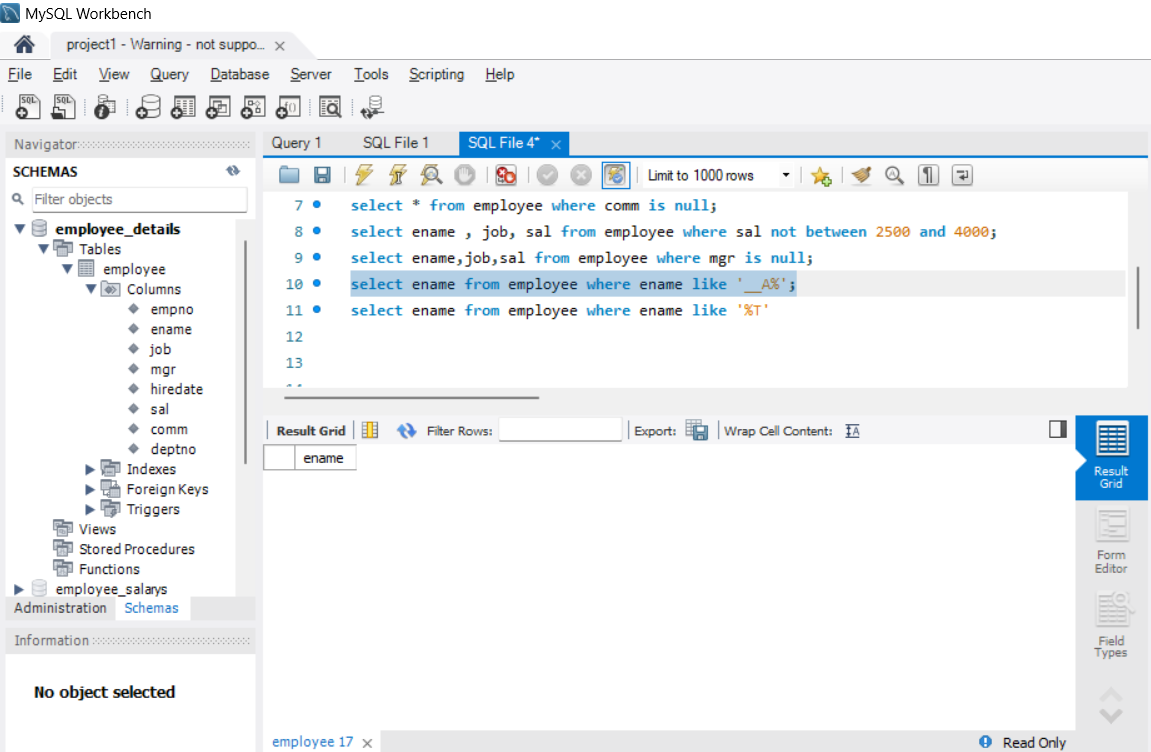 MySQL Workbench
project1 - Warning - not suppo...
File Edit View Query Database Server Tools Scripting Help
SQL SQL
Navigator
SCHEMAS
Filter objects
employee_details
Tables
employee
Columns
empno
ename
job
mgr
hiredate
sal
comm
deptno
Indexes
Foreign Keys
Triggers
Views
Stored Procedures
Functions
employee_salarys
Administration Schemas
Information
No object selected
Query 1 SQL File 1 SQL File 4*
Limit to 1000 rows
7 select * from employee where comm is null;
8 select ename , job, sal from employee where sal not between 2500 and 4000;
9 select ename,job,sal from employee where mgr is null;
10 select ename from employee where ename like '__A%';
11 select ename from employee where ename like '%T'
12
13
Result Grid Filter Rows: Export: Wrap Cell Content:
ename
Result
Grid
Form
Editor
Field
Types
employee 17
Read Only